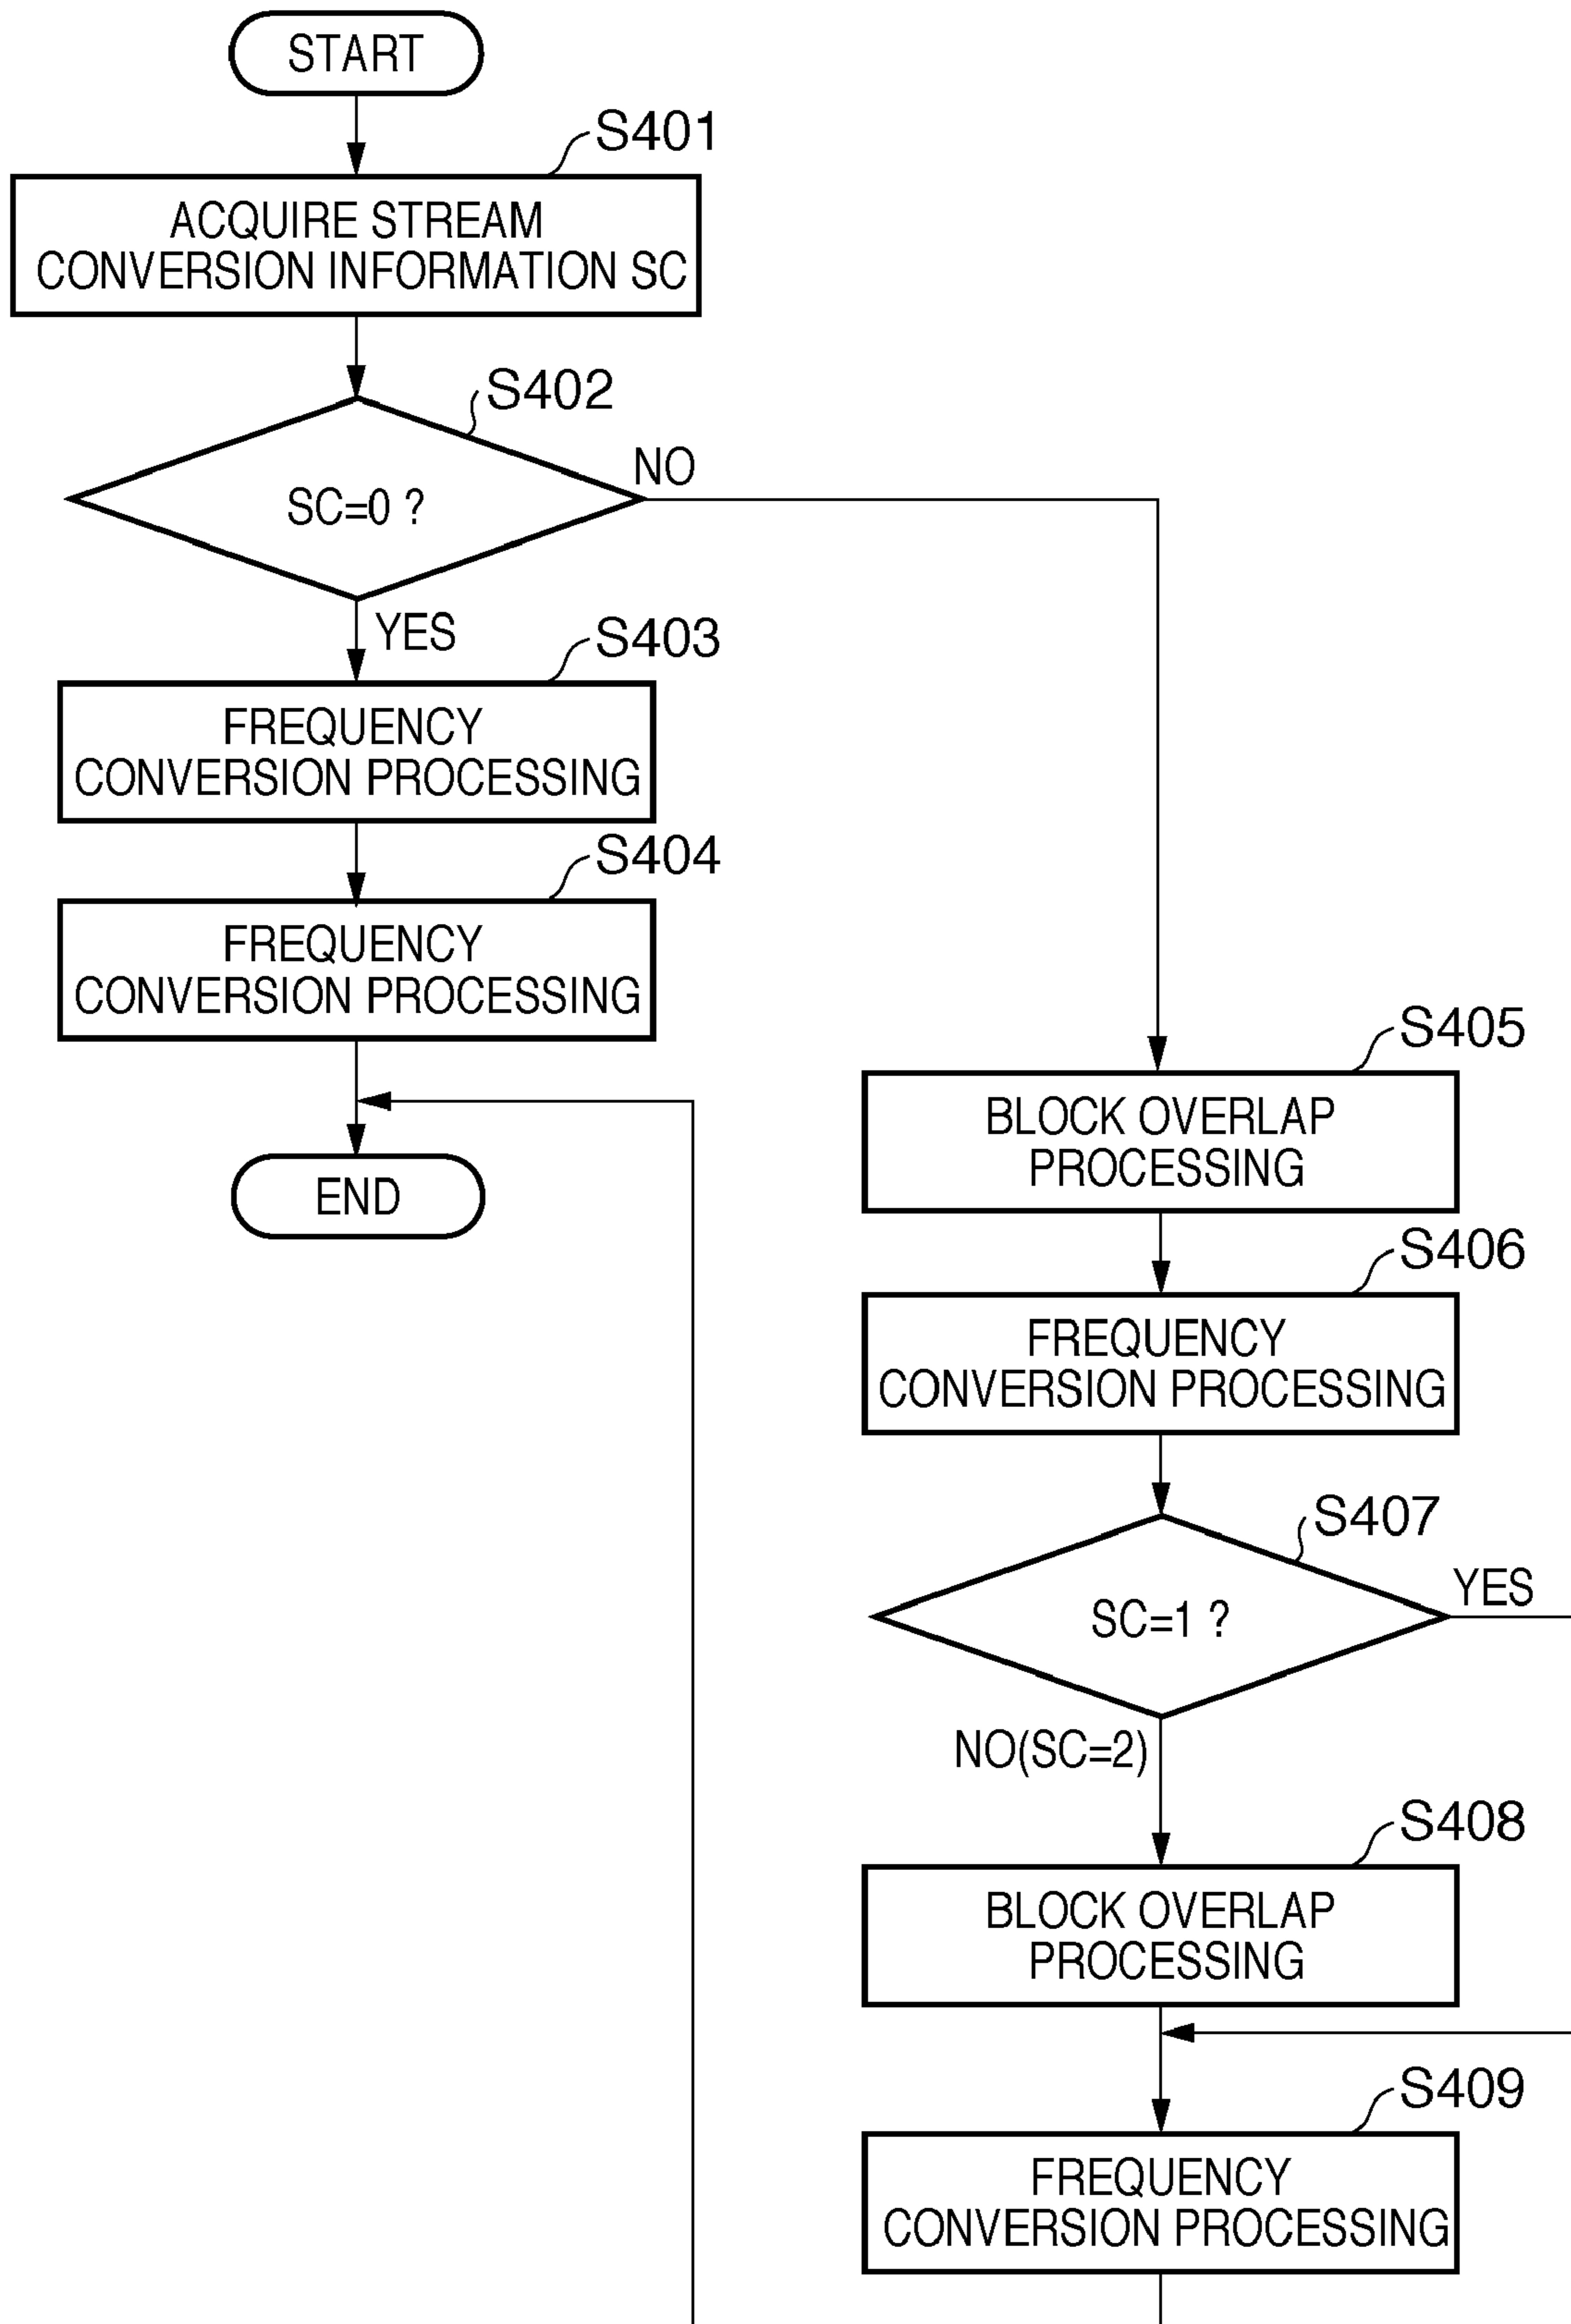 START
S401
ACQUIRE STREAM
CONVERSION INFORMATION SC
S402
SC=0 ?
NO
YES
S403
FREQUENCY
CONVERSION PROCESSING
S404
FREQUENCY
CONVERSION PROCESSING
END
S405
BLOCK OVERLAP
PROCESSING
S406
FREQUENCY
CONVERSION PROCESSING
S407
SC=1 ?
YES
NO(SC=2)
S408
BLOCK OVERLAP
PROCESSING
S409
FREQUENCY
CONVERSION PROCESSING